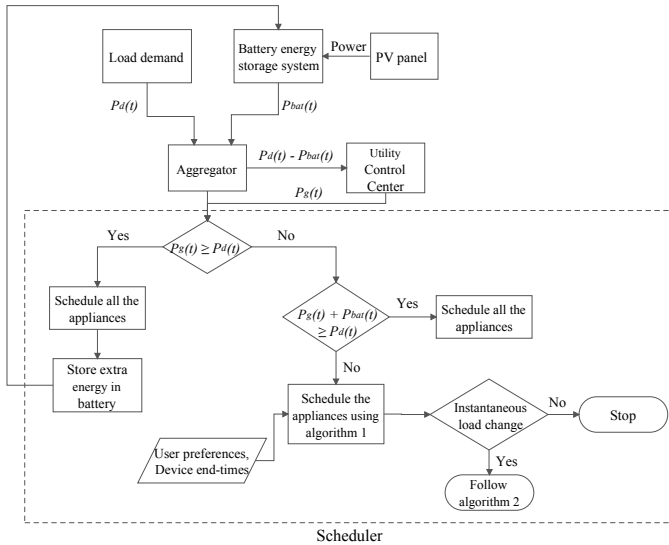 Load demand
Battery energy
storage system
Power
PV panel
Pd(t)
Pbat(t)
Aggregator
Pd(t) - Pbat(t)
Utility
Control
Center
Pg(t)
Yes
Pg(t) ≥ Pd(t)
No
Schedule all the
appliances
Pg(t) + Pbat(t)
≥ Pd(t)
Yes
Schedule all the
appliances
Store extra
energy in
battery
No
Schedule the
appliances using
algorithm 1
Instantaneous
load change
No
Stop
User preferences,
Device end-times
Yes
Follow
algorithm 2
Scheduler